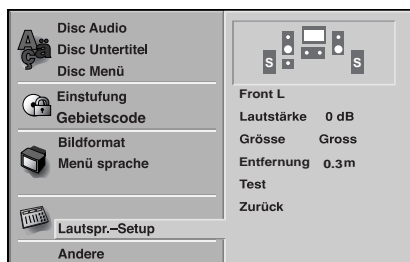 Disc Audio
Disc Untertitel
Disc Menü
Einstufung
Gebietscode
Bildformat
Menü sprache
Lautspr.–Setup
Andere
S S
Front L
Lautstärke 0 dB
Grösse Gross
Entfernung 0.3m
Test
Zurück